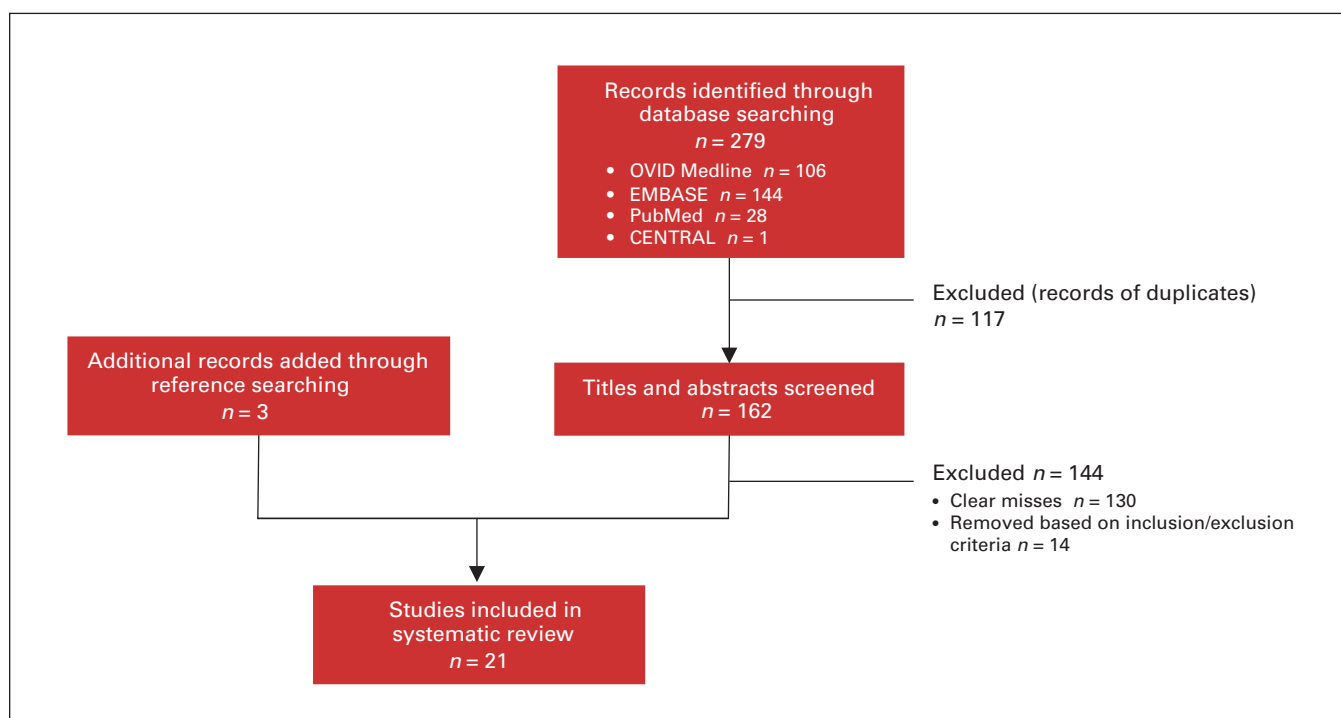 Records identified through
database searching
n = 279
• OVID Medline n = 106
• EMBASE n = 144
• PubMed n = 28
• CENTRAL n = 1
Excluded (records of duplicates)
n = 117
Additional records added through
reference searching
n = 3
Titles and abstracts screened
n = 162
Excluded n = 144
• Clear misses n = 130
• Removed based on inclusion/exclusion
criteria n = 14
Studies included in
systematic review
n = 21